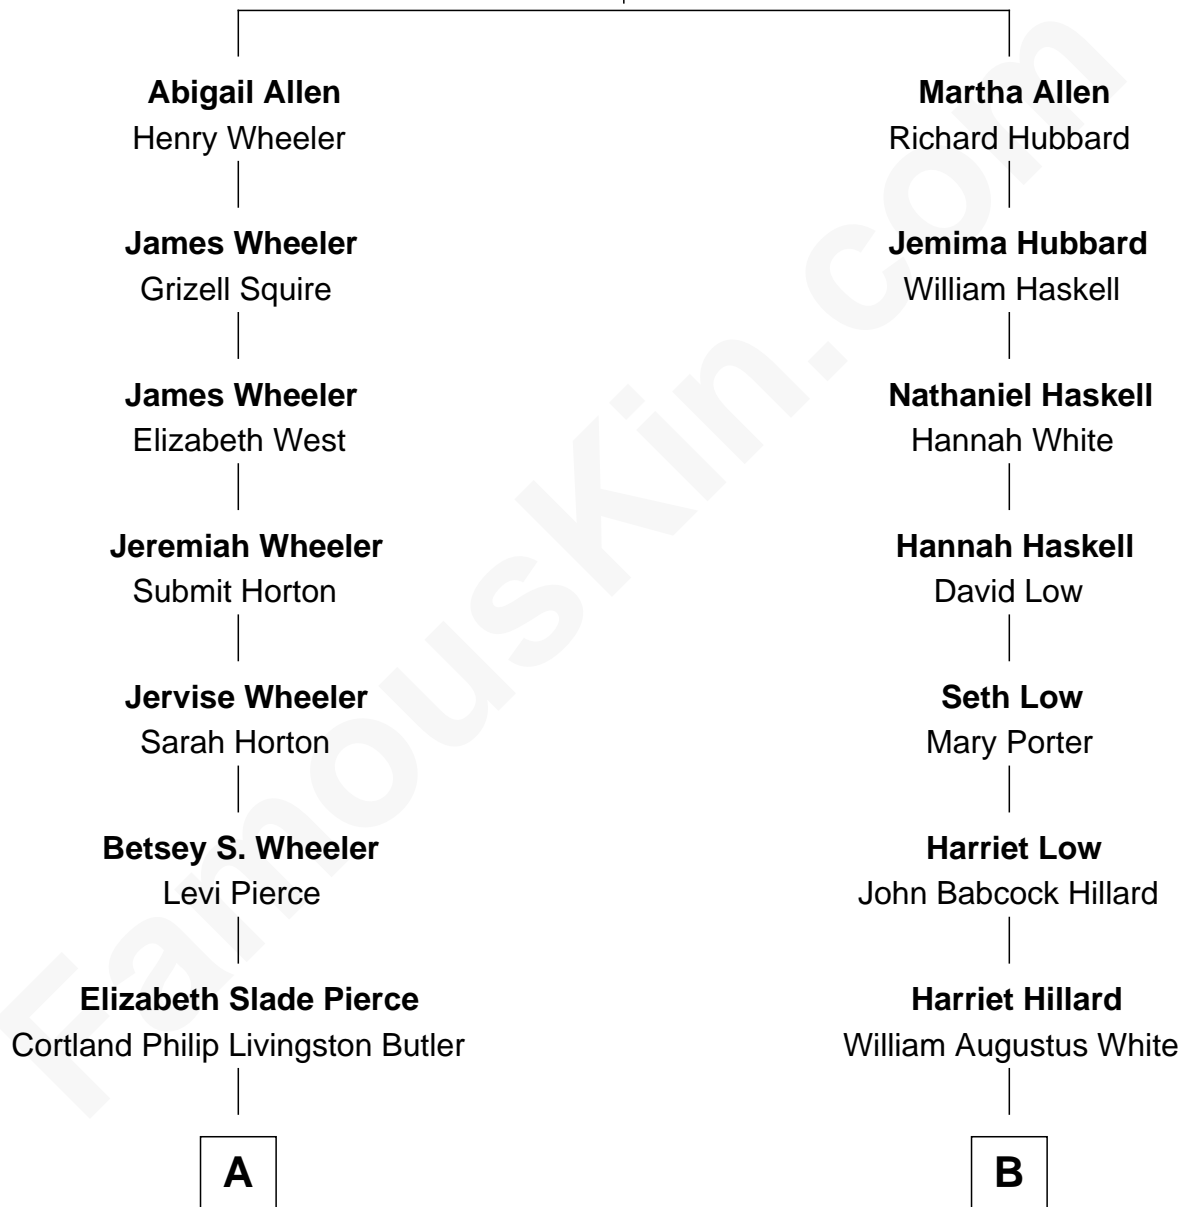 Abigail Allen
Henry Wheeler
Martha Allen
Richard Hubbard
James Wheeler
Grizell Squire
Jemima Hubbard
William Haskell
James Wheeler
Elizabeth West
Nathaniel Haskell
Hannah White
Jeremiah Wheeler
Submit Horton
Hannah Haskell
David Low
Jervise Wheeler
Sarah Horton
Seth Low
Mary Porter
Betsey S. Wheeler
Levi Pierce
Harriet Low
John Babcock Hillard
Elizabeth Slade Pierce
Cortland Philip Livingston Butler
Harriet Hillard
William Augustus White
A
B
FamousKin.com